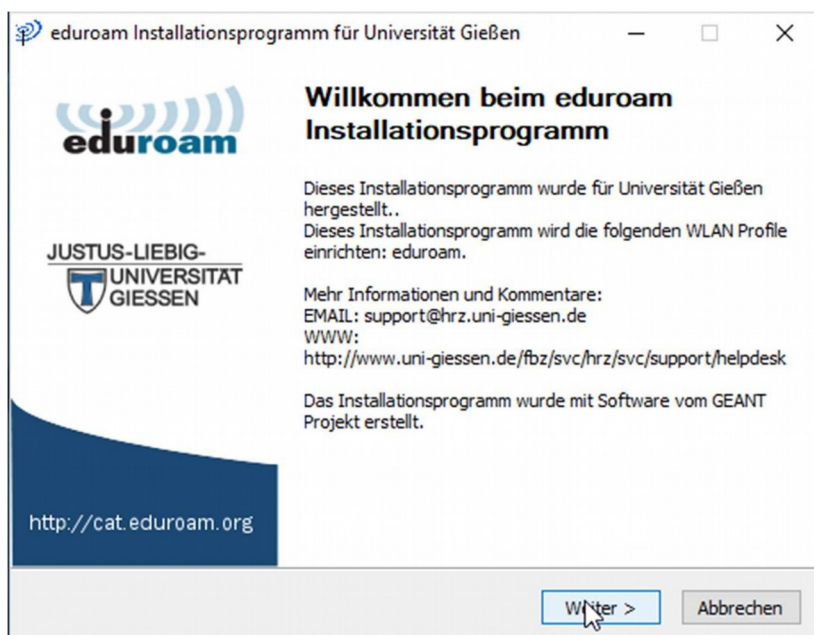 eduroam Installationsprogramm für Universität Gießen
eduroam
JUSTUS-LIEBIG-
UNIVERSITÄT
GIESSEN
http://cat.eduroam.org
Willkommen beim eduroam
Installationsprogramm
Dieses Installationsprogramm wurde für Universität Gießen
hergestellt..
Dieses Installationsprogramm wird die folgenden WLAN Profile
einrichten: eduroam.
Mehr Informationen und Kommentare:
EMAIL: support@hrz.uni-giessen.de
WWW:
http://www.uni-giessen.de/fbz/svc/hrz/svc/support/helpdesk
Das Installationsprogramm wurde mit Software vom GEANT
Projekt erstellt.
Weiter >
Abbrechen